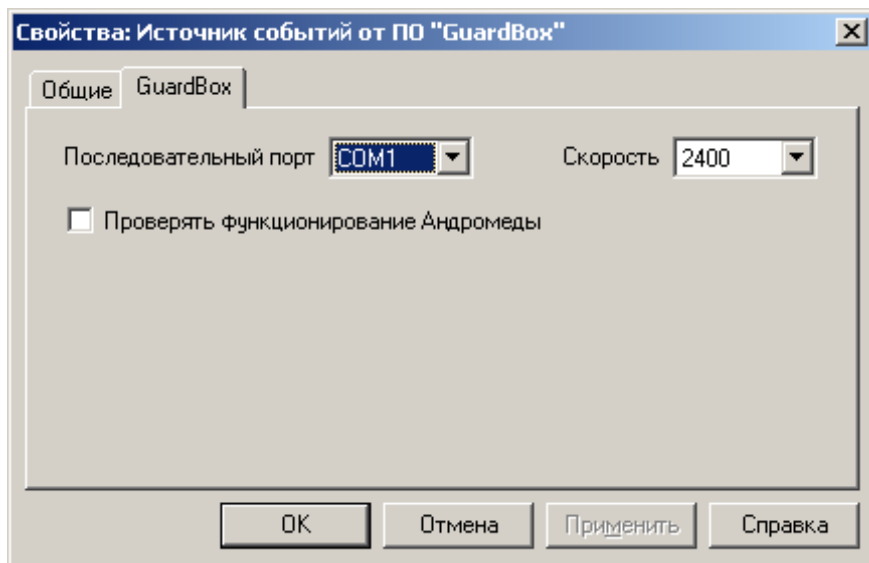 Свойства: Источник событий от ПО "GuardBox"
Общие GuardBox
Последовательный порт COM1 Скорость 2400
Проверять функционирование Андромеды
OK Отмена Применить Справка